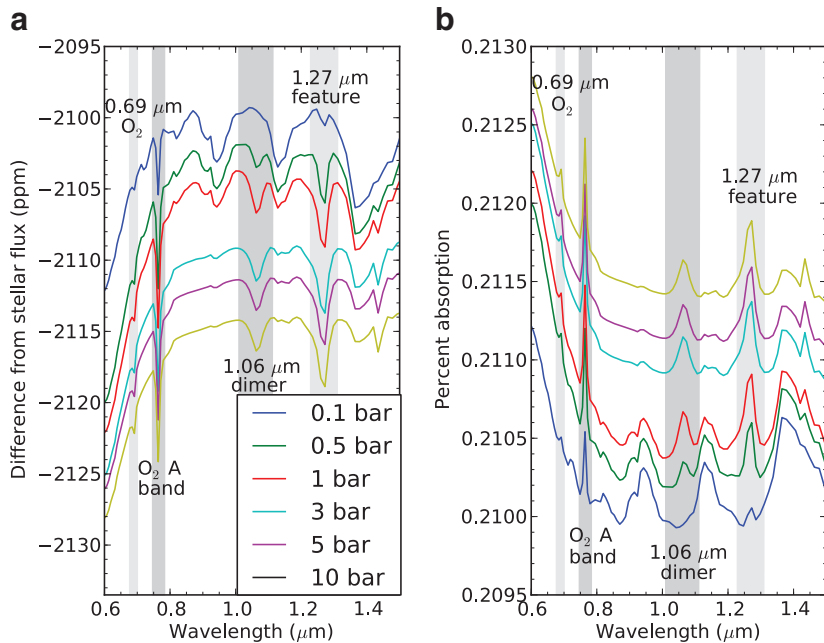 a
−2095
−2100
−2105
−2110
−2115
−2120
−2125
−2130
Difference from stellar flux (ppm)
0.69 μm
O2
1.27 μm
feature
1.06 μm
dimer
O2 A
band
0.1 bar
0.5 bar
1 bar
3 bar
5 bar
10 bar
0.6 0.8 1.0 1.2 1.4
Wavelength (μm)
b
0.2130
0.2125
0.2120
0.2115
0.2110
0.2105
0.2100
0.2095
Percent absorption
0.69 μm
O2
1.27 μm
feature
O2 A
band
1.06 μm
dimer
0.6 0.8 1.0 1.2 1.4
Wavelength (μm)